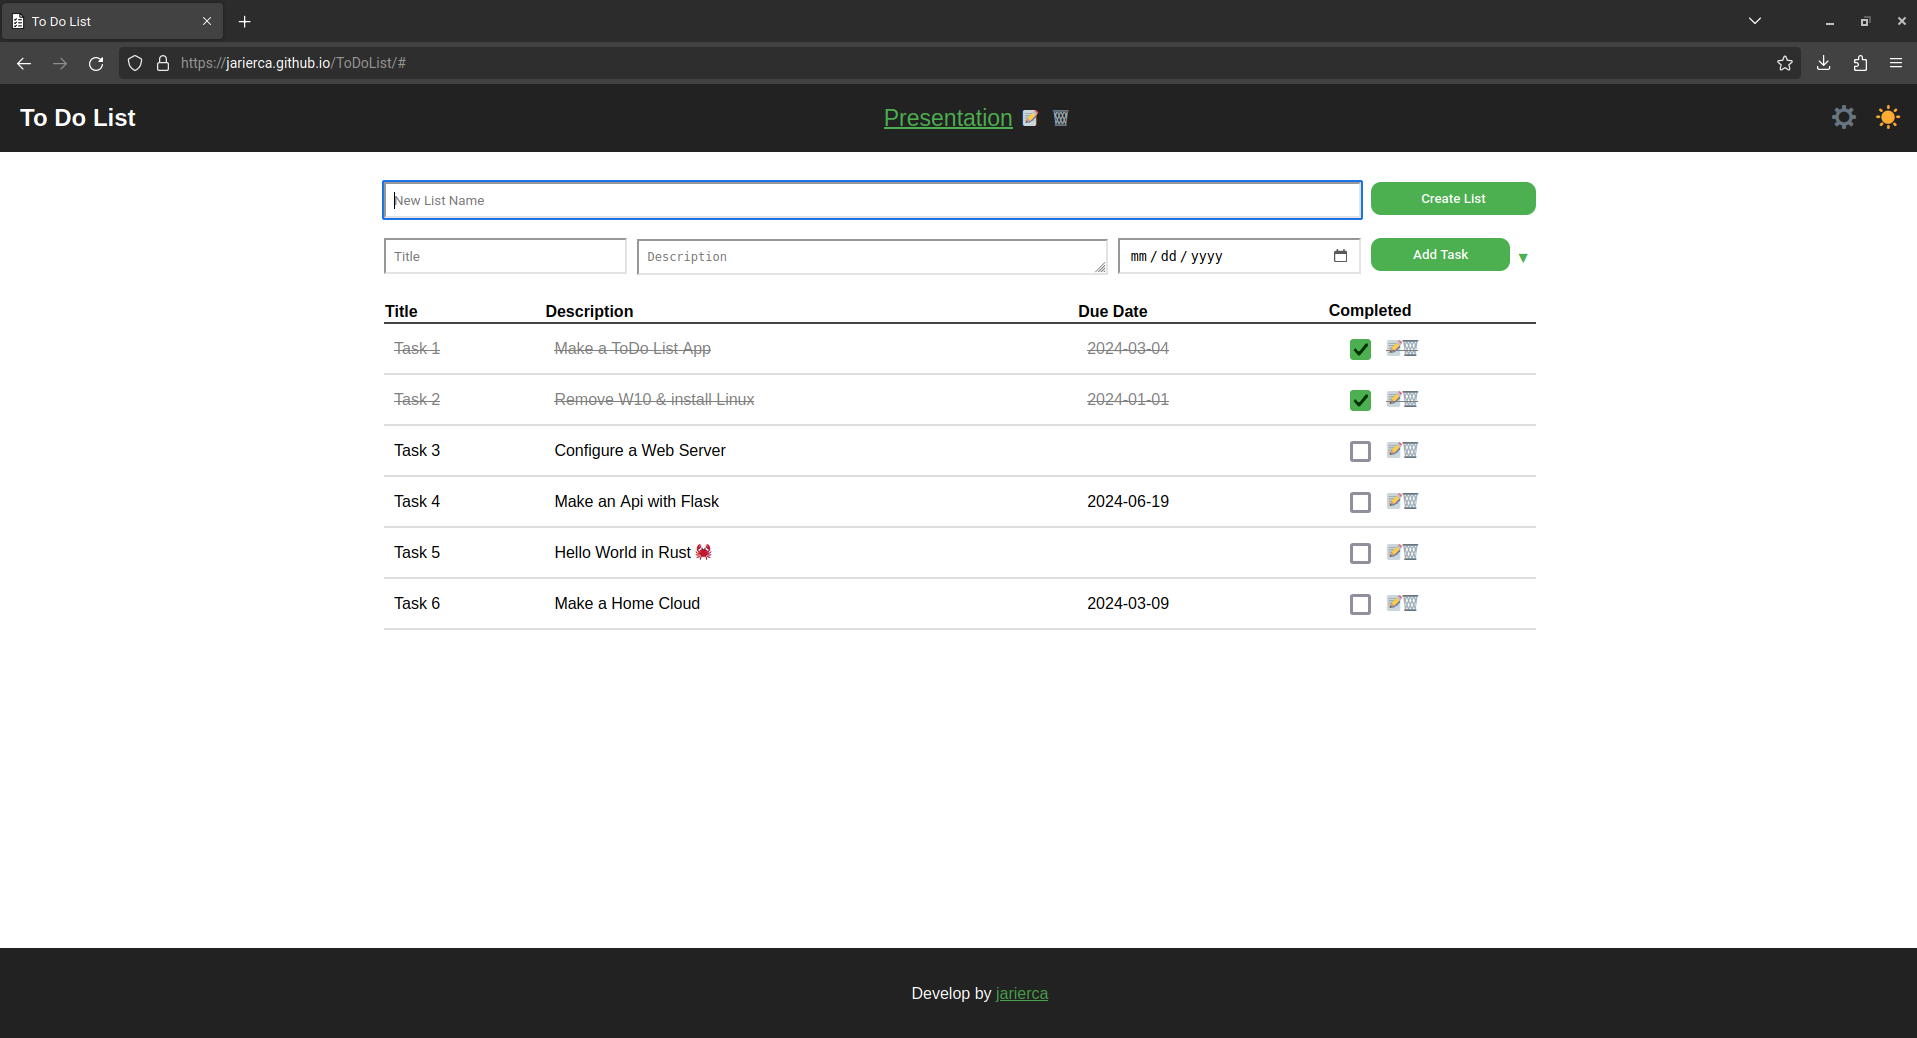 To Do List
https://jarierca.github.io/ToDoList/#
To Do List Presentation
New List Name Create List
Title Description mm / dd / yyyy Add Task
Title Description Due Date Completed
Task 1 Make a ToDo List App 2024-03-04
Task 2 Remove W10 & install Linux 2024-01-01
Task 3 Configure a Web Server
Task 4 Make an Api with Flask 2024-06-19
Task 5 Hello World in Rust 🦀
Task 6 Make a Home Cloud 2024-03-09
Develop by jarierca